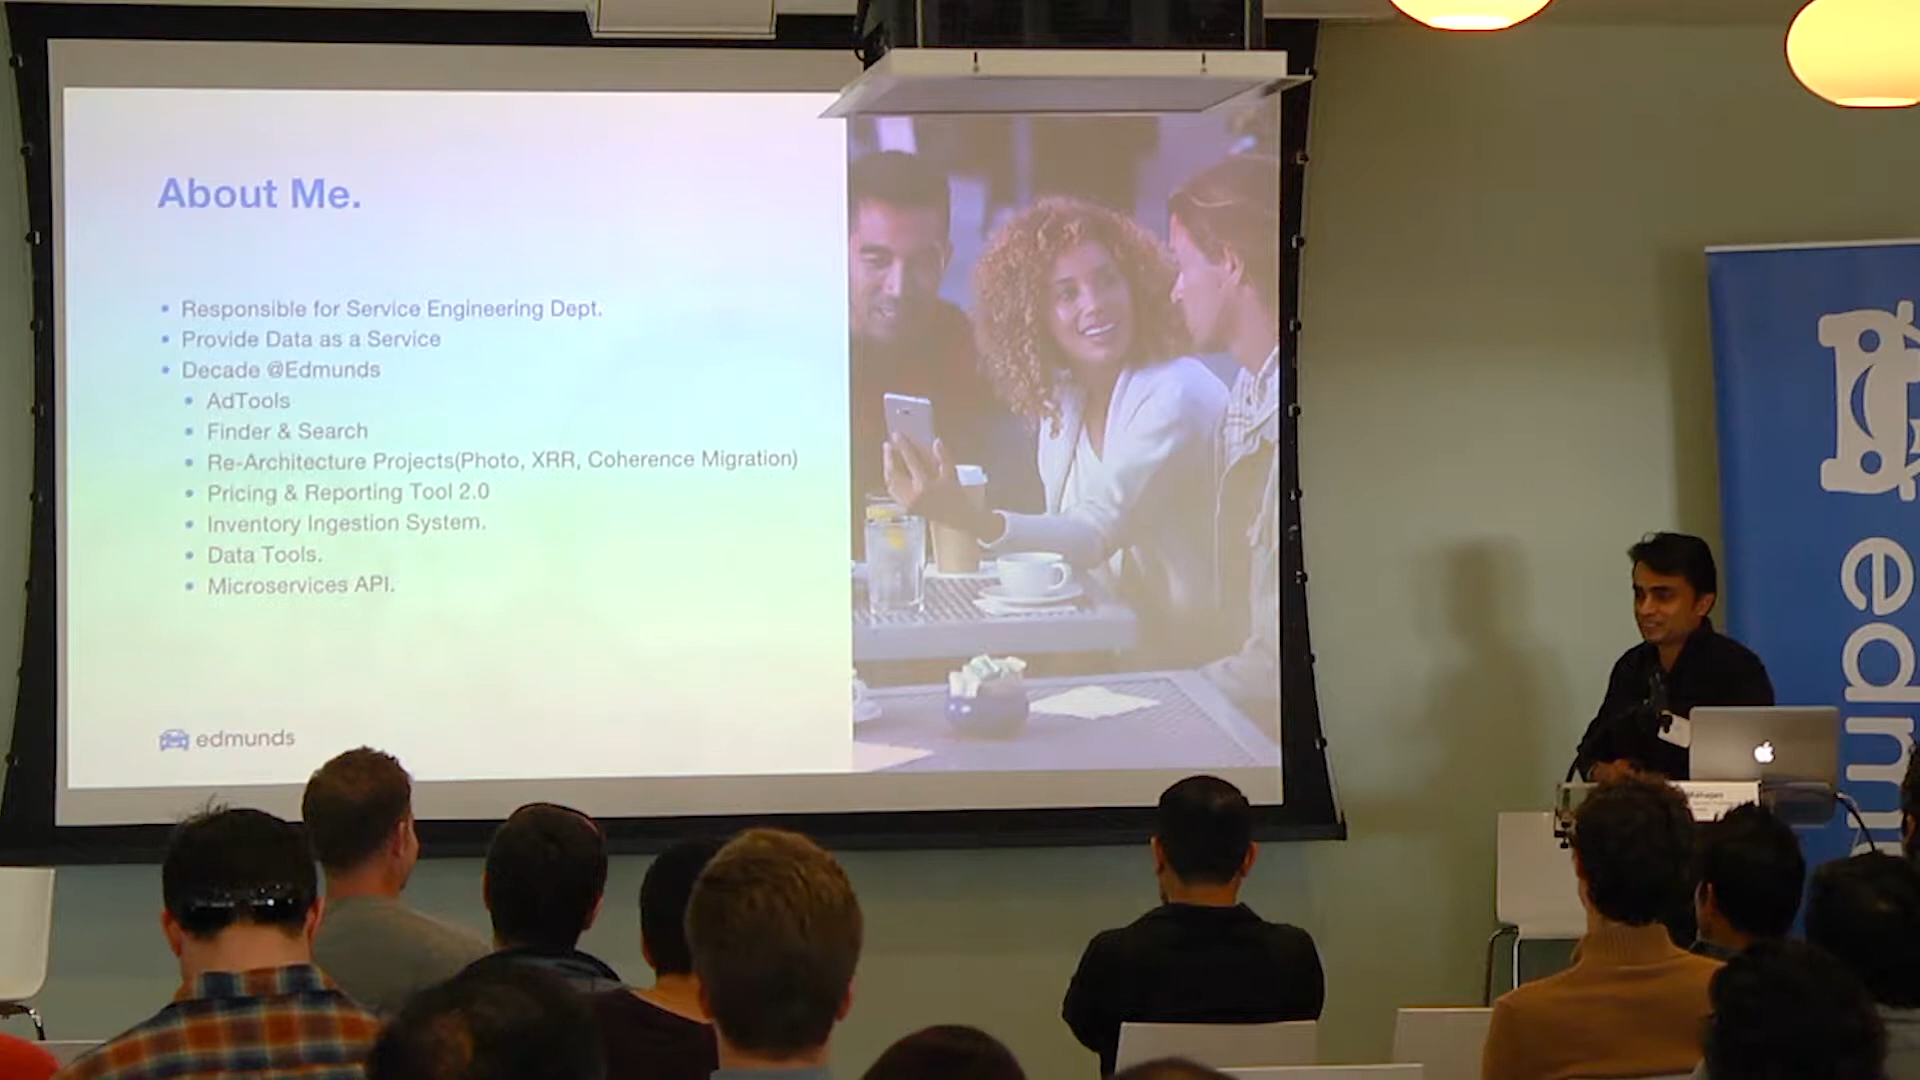 About Me.
Responsible for Service Engineering Dept.
Provide Data as a Service
Decade @Edmunds
AdTools
Finder & Search
Re-Architecture Projects(Photo, XRR, Coherence Migration)
Pricing & Reporting Tool 2.0
Inventory Ingestion System.
Data Tools.
Microservices API.
edmunds
edm